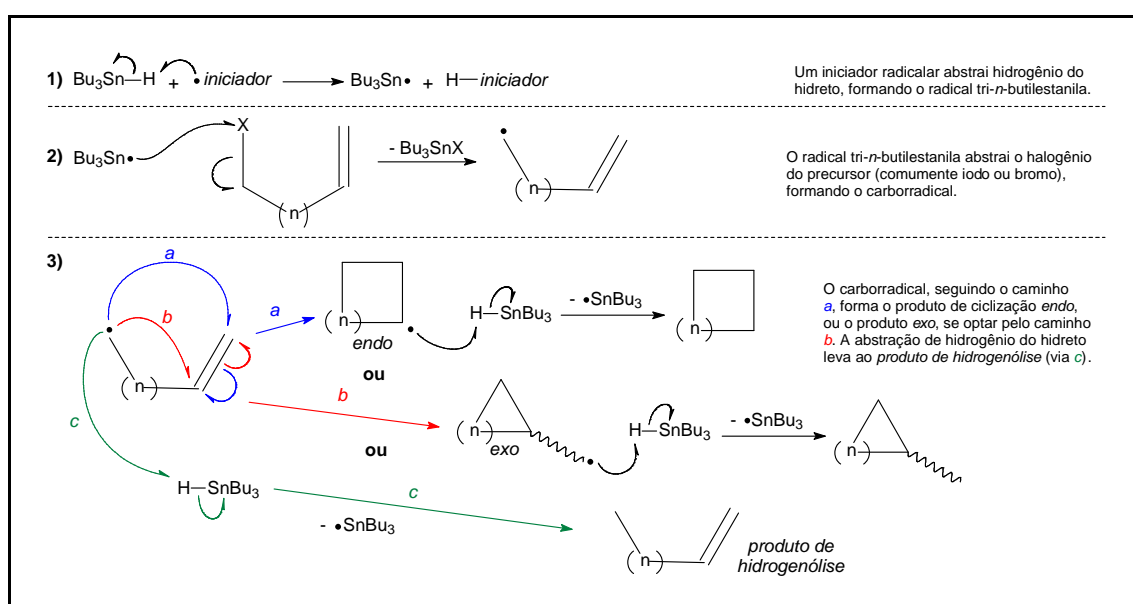 1) Bu3Sn—H + •iniciador Bu3Sn• + H—iniciador
Um iniciador radicalar abstrai hidrogênio do
hidreto, formando o radical tri-n-butilestanila.
2) Bu3Sn•
X
(n)
- Bu3SnX
(n)
O radical tri-n-butilestanila abstrai o halogênio
do precursor (comumente iodo ou bromo),
formando o carborradical.
3)
a
b
c
(n)
a
(n)
endo
H—SnBu3
- •SnBu3
(n)
ou
b
(n)
exo
H—SnBu3
- •SnBu3
(n)
ou
H—SnBu3
c
- •SnBu3
(n)
produto de
hidrogenólise
O carborradical, seguindo o caminho
a, forma o produto de ciclização endo,
ou o produto exo, se optar pelo caminho
b. A abstração de hidrogênio do hidreto
leva ao produto de hidrogenólise (via c).